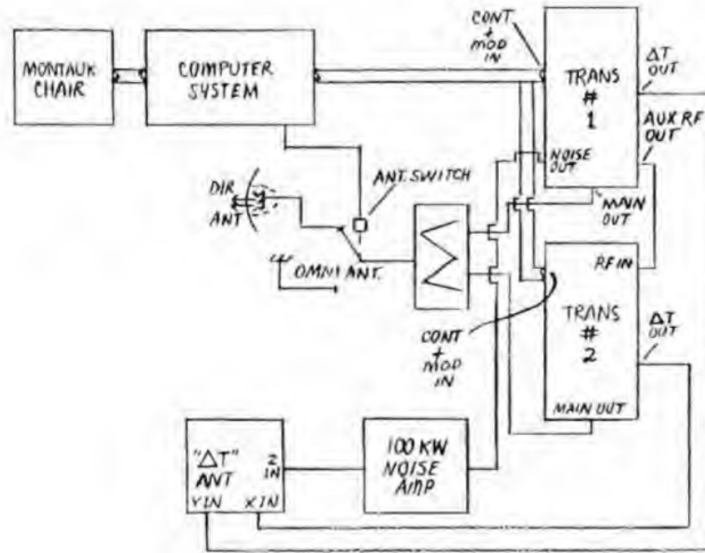 MONTAUK
CHAIR
COMPUTER
SYSTEM
CONT
+
MOD
IN
TRANS
#
1
ΔT
OUT
AUX RF
OUT
NOISE
OUT
MAIN
OUT
DIR
ANT
ANT. SWITCH
OMNI ANT.
RF IN
TRANS
#
2
ΔT
OUT
CONT
+
MOD
IN
MAIN OUT
"ΔT"
ANT
Z
IN
Y IN
X IN
100 KW
NOISE
AMP